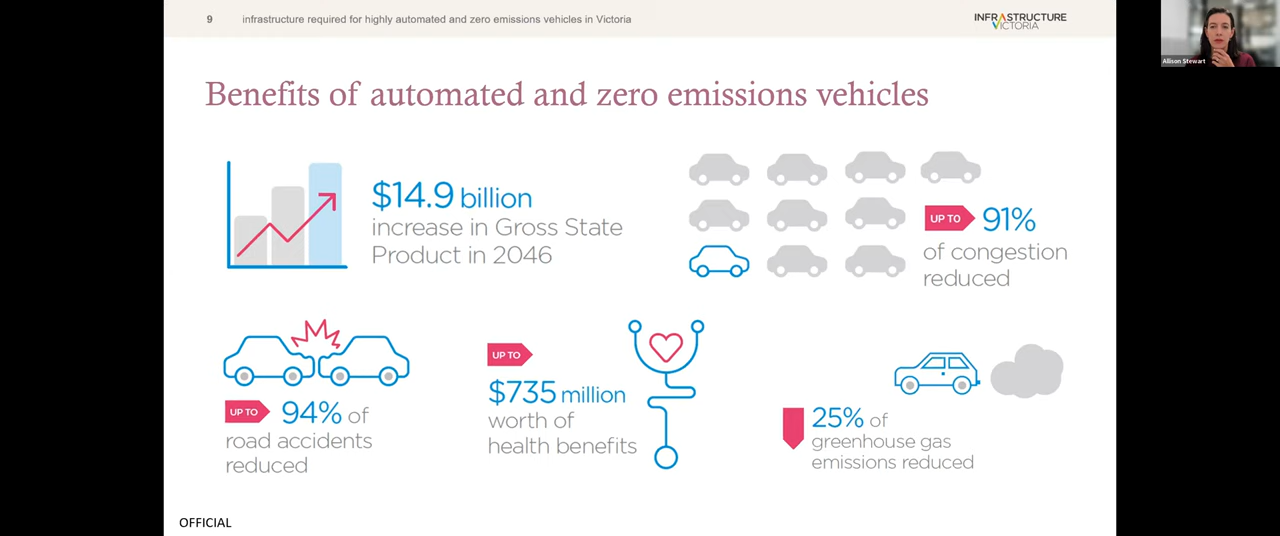 9 infrastructure required for highly automated and zero emissions vehicles in Victoria
INFRASTRUCTURE
VICTORIA
Allison Stewart
Benefits of automated and zero emissions vehicles
$14.9 billion
increase in Gross State
Product in 2046
UP TO 91%
of congestion
reduced
UP TO 94% of
road accidents
reduced
UP TO
$735 million
worth of
health benefits
25% of
greenhouse gas
emissions reduced
OFFICIAL